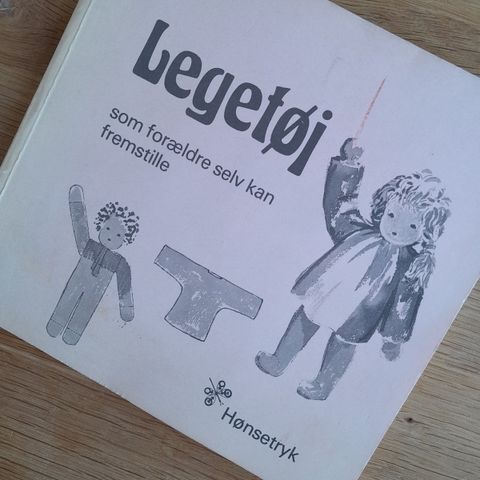 Legetøj
som forældre selv kan
fremstille
Hønsetryk